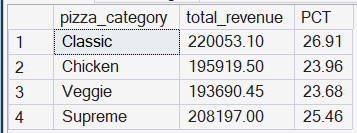 pizza_category total_revenue PCT
1 Classic 220053.10 26.91
2 Chicken 195919.50 23.96
3 Veggie 193690.45 23.68
4 Supreme 208197.00 25.46